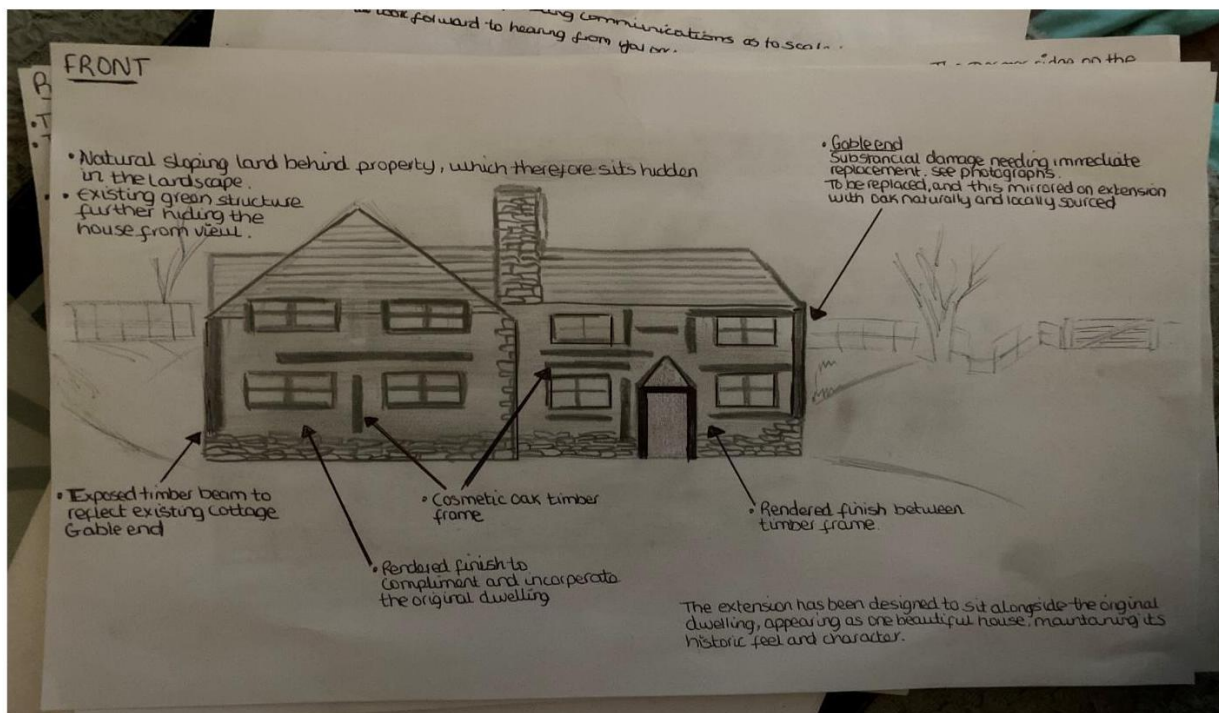 communications as to
look forward to hearing from you
on the
FRONT
• Natural sloping land behind property, which therefore sits hidden
in the landscape.
• Existing green structure
further hiding the
house from view.
• Gable end
Substancial damage needing immediate
replacement. see photographs.
To be replaced, and this mirrored on extension
with oak naturally and locally sourced
• Exposed timber beam to
reflect existing Cottage
Gable end
• Cosmetic oak timber
frame
• Rendered finish between
timber frame.
• Rendered finish to
compliment and incorperate
the original dwelling
The extension has been designed to sit alongside the original
dwelling, appearing as one beautiful house, maintaining its
historic feel and character.